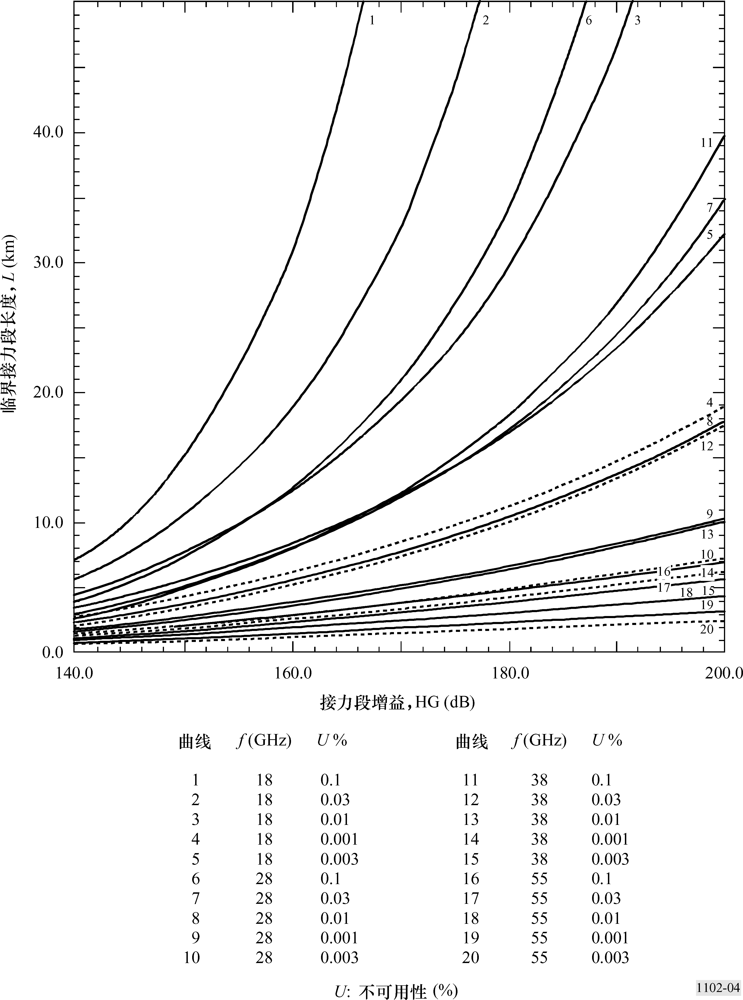 1 2 6 3
40.0
11
7
30.0
5
临界接力段长度, L (km)
20.0
4
8
12
10.0
9
13
10
16 14
17 18 15
19
20
0.0
140.0 160.0 180.0 200.0
接力段增益, HG (dB)
曲线 f (GHz) U % 曲线 f (GHz) U %
1 18 0.1 11 38 0.1
2 18 0.03 12 38 0.03
3 18 0.01 13 38 0.01
4 18 0.001 14 38 0.001
5 18 0.003 15 38 0.003
6 28 0.1 16 55 0.1
7 28 0.03 17 55 0.03
8 28 0.01 18 55 0.01
9 28 0.001 19 55 0.001
10 28 0.003 20 55 0.003
U: 不可用性 (%)
1102-04